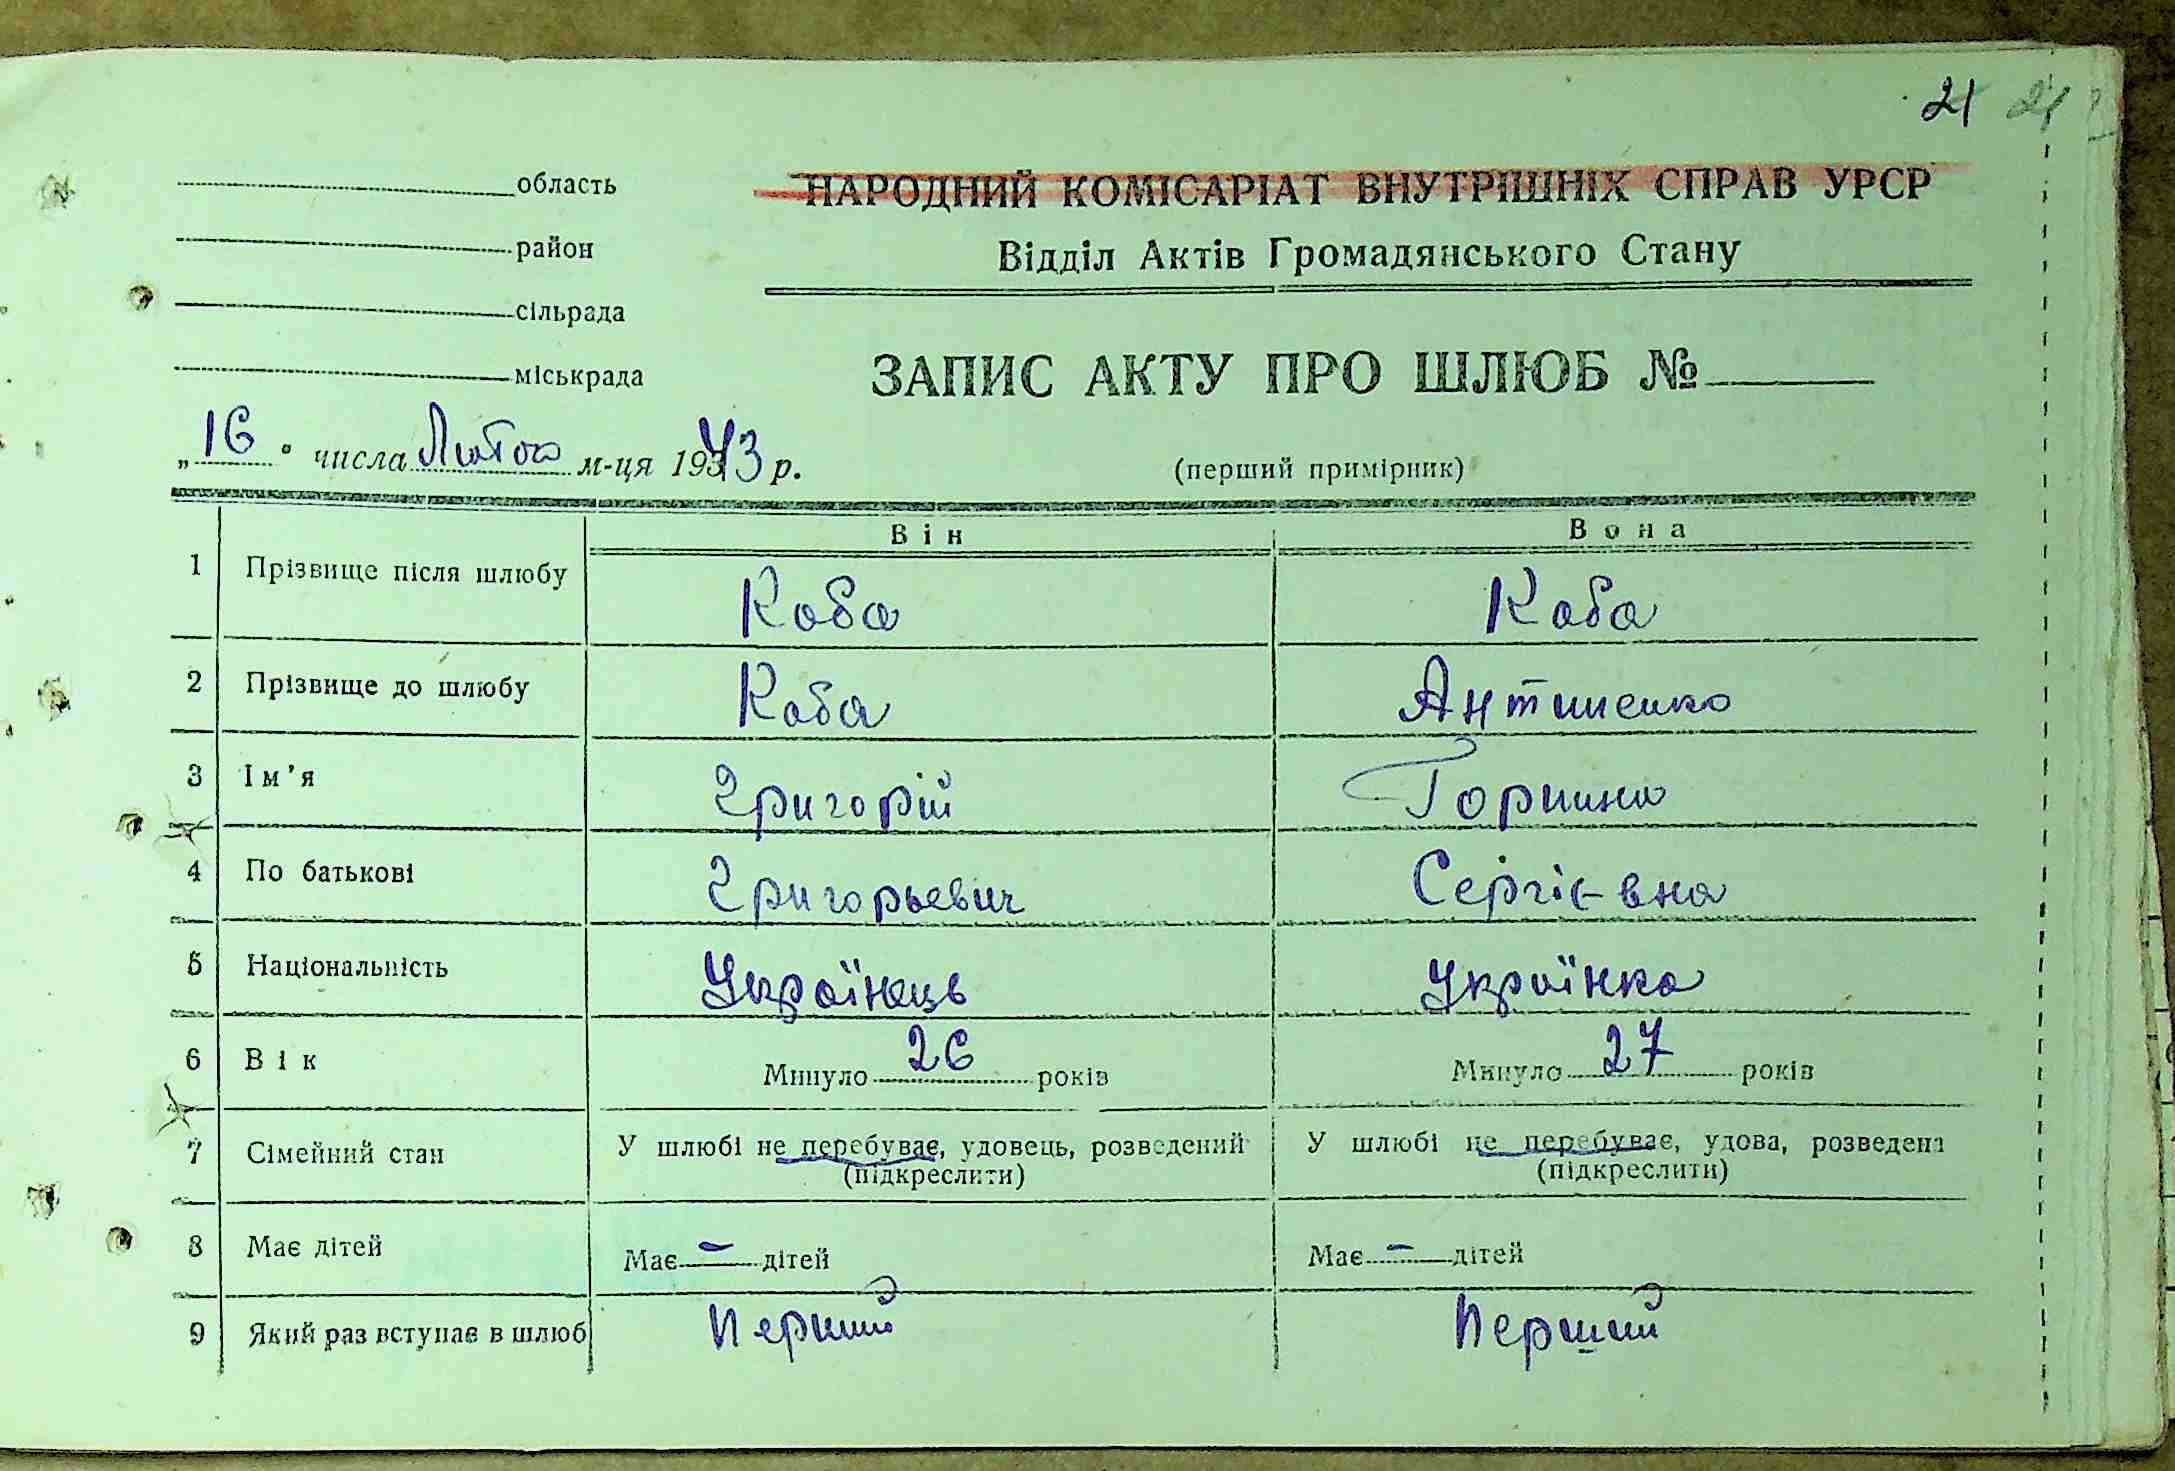 21 21
область
НАРОДНИЙ КОМІСАРІАТ ВНУТРІШНІХ СПРАВ УРСР
район
Відділ Актів Громадянського Стану
сільрада
міськрада
ЗАПИС АКТУ ПРО ШЛЮБ №
„16" числа Лютого м-ця 1943 р.
(перший примірник)
Він Вона
1 Прізвище після шлюбу Коба Коба
2 Прізвище до шлюбу Коба Антипенко
3 Ім'я Григорій Горпина
4 По батькові Григорьевич Сергієвна
5 Національність Українець Українка
6 Вік Минуло 26 років Минуло 27 років
7 Сімейний стан У шлюбі не перебуває, удовець, розведений У шлюбі не перебуває, удова, розведена
(підкреслити) (підкреслити)
8 Має дітей Має – дітей Має – дітей
9 Який раз вступає в шлюб Перший Перший